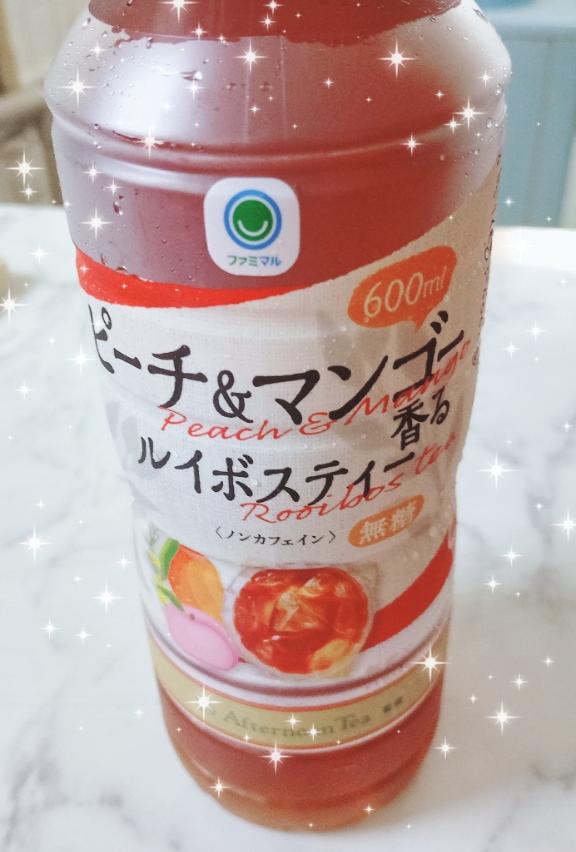 ファミマル
600ml
ピーチ&マンゴー
Peach & Mango
香る
ルイボスティー
Rooibos tea
〈ノンカフェイン〉
無糖
Afternoon Tea